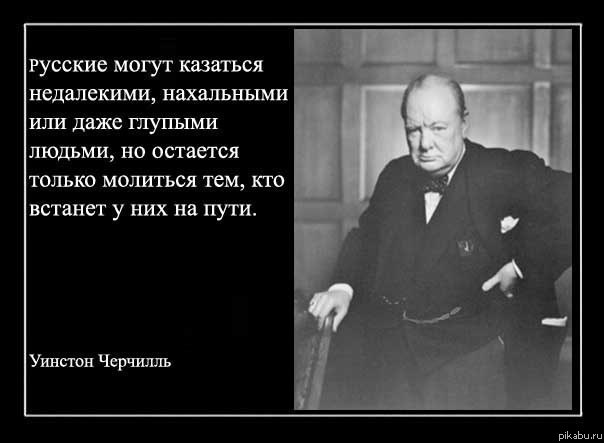 Русские могут казаться
недалекими, нахальными
или даже глупыми
людьми, но остается
только молиться тем, кто
встанет у них на пути.
Уинстон Черчилль
pikabu.ru